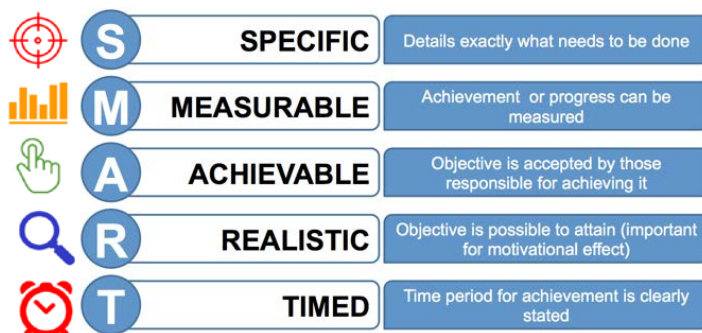 S
SPECIFIC
Details exactly what needs to be done
M
MEASURABLE
Achievement or progress can be
measured
A
ACHIEVABLE
Objective is accepted by those
responsible for achieving it
R
REALISTIC
Objective is possible to attain (important
for motivational effect)
T
TIMED
Time period for achievement is clearly
stated